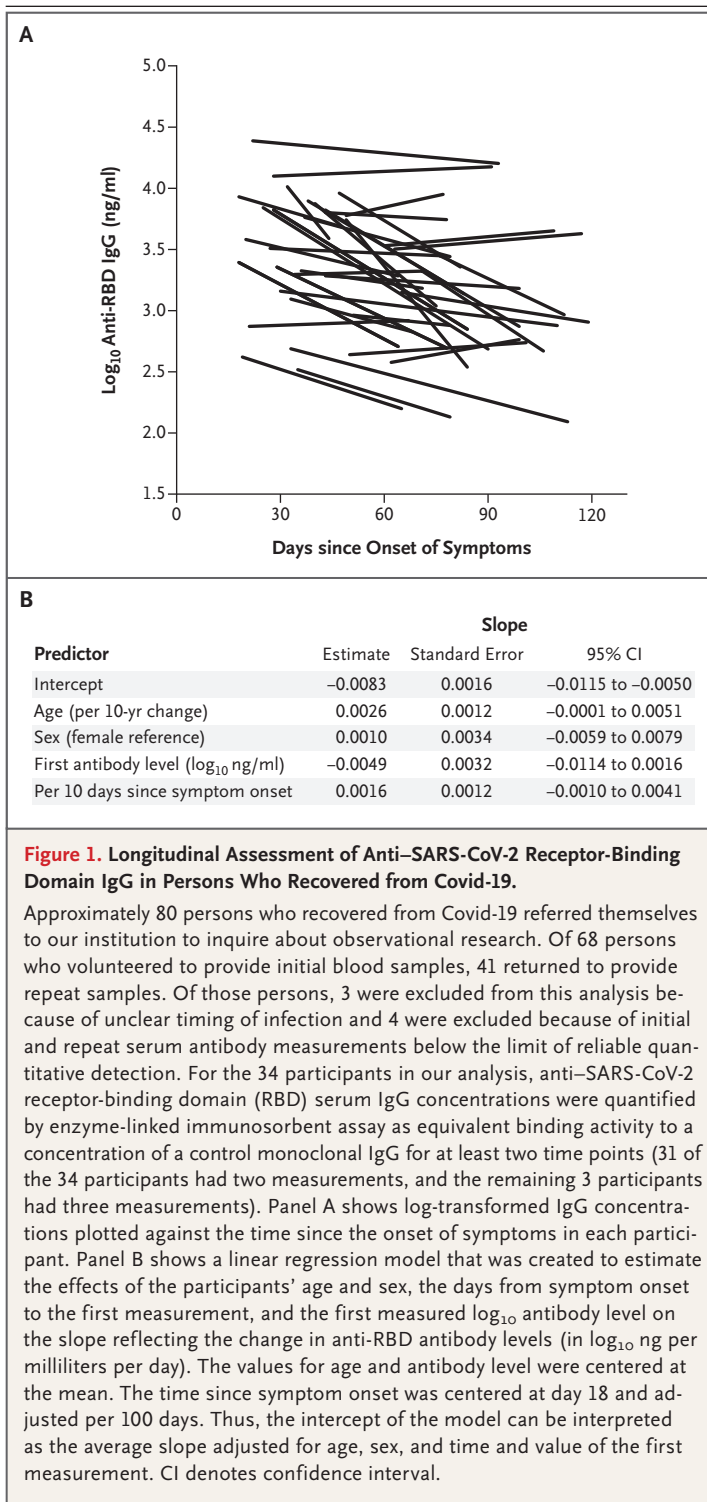 A
5.0
4.5
4.0
3.5
3.0
2.5
2.0
1.5
Log₁₀ Anti-RBD IgG (ng/ml)
0 30 60 90 120
Days since Onset of Symptoms
B
Slope
Predictor Estimate Standard Error 95% CI
Intercept −0.0083 0.0016 −0.0115 to −0.0050
Age (per 10-yr change) 0.0026 0.0012 −0.0001 to 0.0051
Sex (female reference) 0.0010 0.0034 −0.0059 to 0.0079
First antibody level (log₁₀ ng/ml) −0.0049 0.0032 −0.0114 to 0.0016
Per 10 days since symptom onset 0.0016 0.0012 −0.0010 to 0.0041
Figure 1. Longitudinal Assessment of Anti–SARS-CoV-2 Receptor-Binding
Domain IgG in Persons Who Recovered from Covid-19.
Approximately 80 persons who recovered from Covid-19 referred themselves
to our institution to inquire about observational research. Of 68 persons
who volunteered to provide initial blood samples, 41 returned to provide
repeat samples. Of those persons, 3 were excluded from this analysis be-
cause of unclear timing of infection and 4 were excluded because of initial
and repeat serum antibody measurements below the limit of reliable quan-
titative detection. For the 34 participants in our analysis, anti–SARS-CoV-2
receptor-binding domain (RBD) serum IgG concentrations were quantified
by enzyme-linked immunosorbent assay as equivalent binding activity to a
concentration of a control monoclonal IgG for at least two time points (31 of
the 34 participants had two measurements, and the remaining 3 participants
had three measurements). Panel A shows log-transformed IgG concentra-
tions plotted against the time since the onset of symptoms in each partici-
pant. Panel B shows a linear regression model that was created to estimate
the effects of the participants’ age and sex, the days from symptom onset
to the first measurement, and the first measured log₁₀ antibody level on
the slope reflecting the change in anti-RBD antibody levels (in log₁₀ ng per
milliliters per day). The values for age and antibody level were centered at
the mean. The time since symptom onset was centered at day 18 and ad-
justed per 100 days. Thus, the intercept of the model can be interpreted
as the average slope adjusted for age, sex, and time and value of the first
measurement. CI denotes confidence interval.